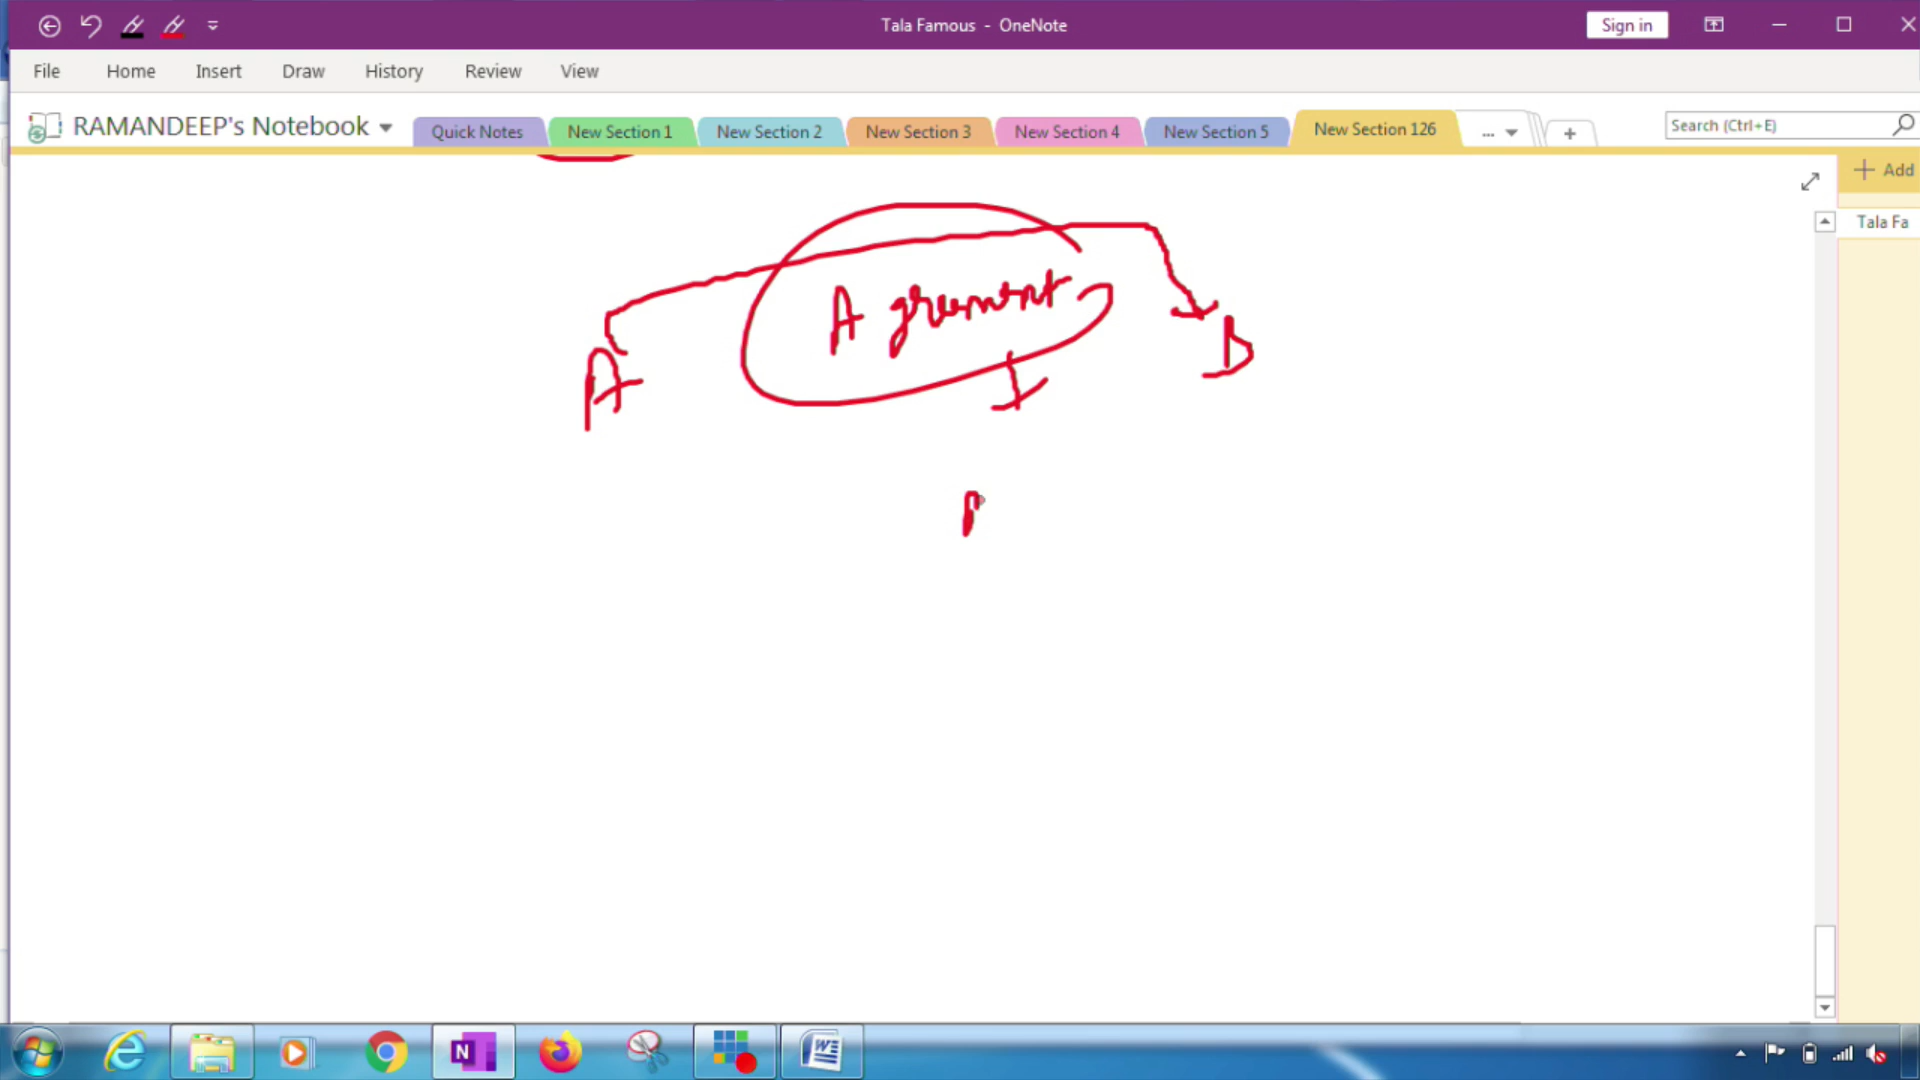 Tala Famous - OneNote
Sign in
File Home Insert Draw History Review View
RAMANDEEP's Notebook Quick Notes New Section 1 New Section 2 New Section 3 New Section 4 New Section 5 New Section 126 ... + Search (Ctrl+E)
+ Add
Tala Fa
A greement
A B
N
W